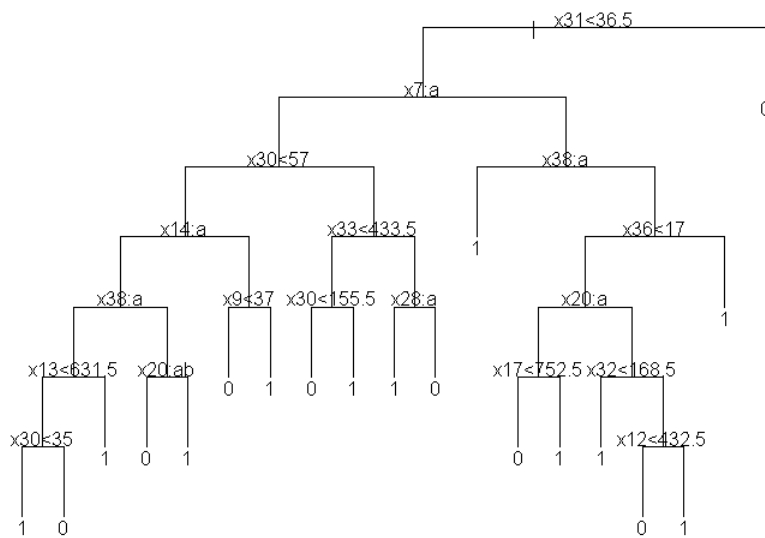 x31<36.5
x7:a
0
x30<57
x38:a
x14:a
x33<433.5
1
x36<17
x38:a
x9<37
x30<155.5
x28:a
x20:a
1
x13<631.5
x20:ab
0
1
0
1
1
0
x17<752.5
x32<168.5
x30<35
1
0
1
0
1
1
x12<432.5
1
0
0
1